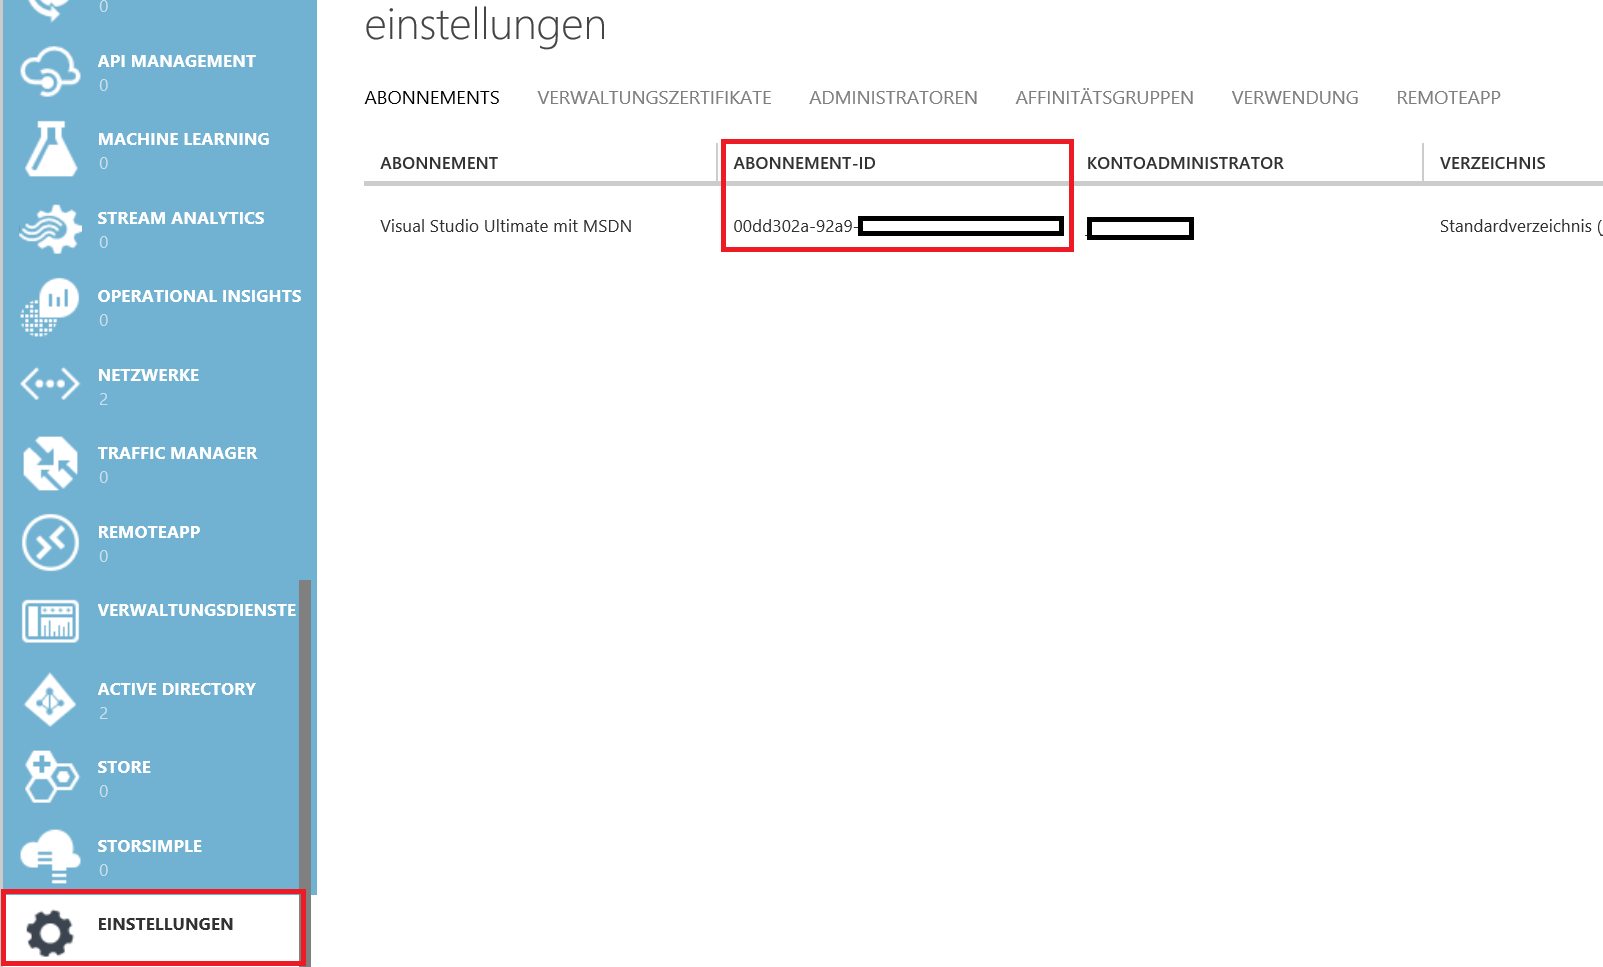 0
API MANAGEMENT
0
MACHINE LEARNING
0
STREAM ANALYTICS
0
OPERATIONAL INSIGHTS
0
NETZWERKE
2
TRAFFIC MANAGER
0
REMOTEAPP
0
VERWALTUNGSDIENSTE
ACTIVE DIRECTORY
2
STORE
0
STORSIMPLE
0
EINSTELLUNGEN
einstellungen
ABONNEMENTS VERWALTUNGSZERTIFIKATE ADMINISTRATOREN AFFINITÄTSGRUPPEN VERWENDUNG REMOTEAPP
ABONNEMENT ABONNEMENT-ID KONTOADMINISTRATOR VERZEICHNIS
Visual Studio Ultimate mit MSDN 00dd302a-92a9- Standardverzeichnis (